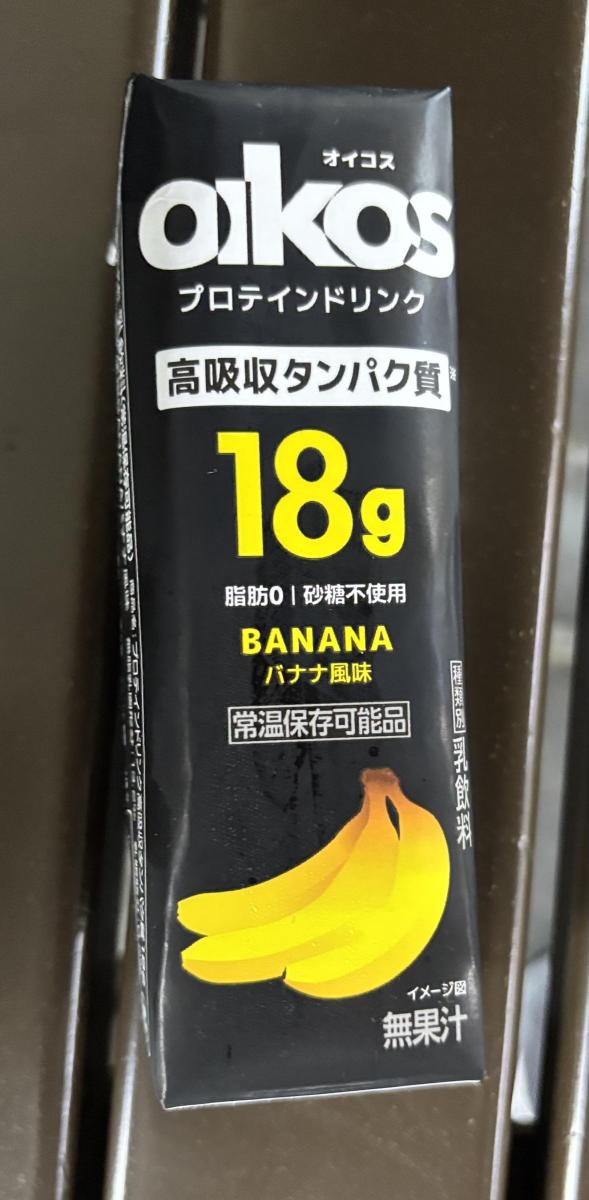 オイコス
oikos
プロテインドリンク
高吸収タンパク質※
18g
脂肪0 | 砂糖不使用
BANANA
バナナ風味
常温保存可能品
種類別 乳飲料
イメージ図
無果汁